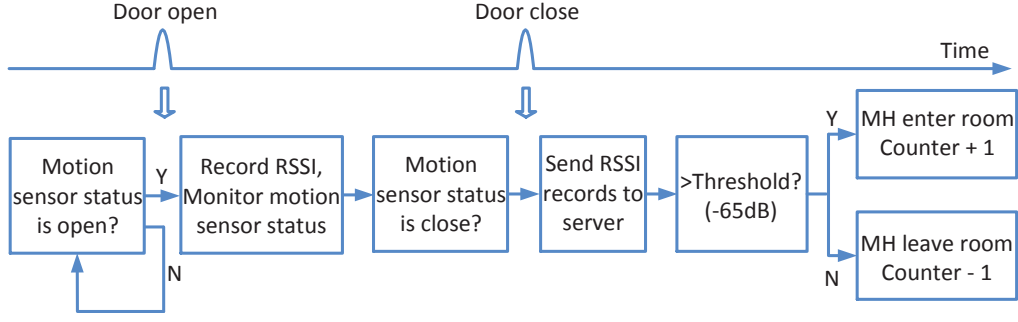 Door open
Door close
Time
Motion
sensor status
is open?
Y
N
Record RSSI,
Monitor motion
sensor status
Motion
sensor status
is close?
Send RSSI
records to
server
>Threshold?
(-65dB)
Y
MH enter room
Counter + 1
N
MH leave room
Counter - 1